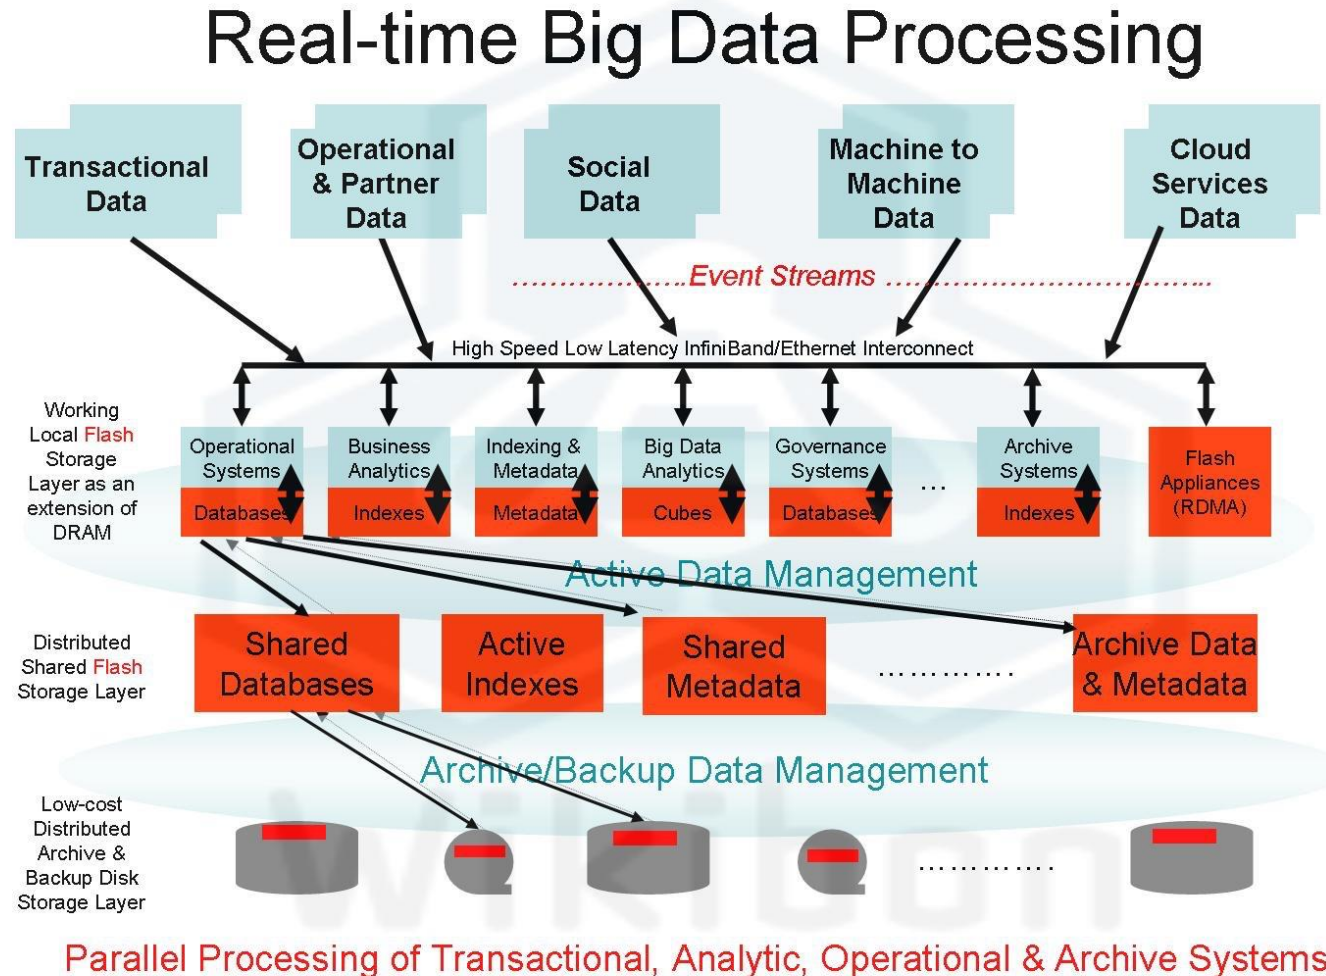 Real-time Big Data Processing
Transactional
Data
Operational
& Partner
Data
Social
Data
Machine to
Machine
Data
Cloud
Services
Data
....................Event Streams ....................................
High Speed Low Latency InfiniBand/Ethernet Interconnect
Working
Local Flash
Storage
Layer as an
extension of
DRAM
Operational
Systems
Databases
Business
Analytics
Indexes
Indexing &
Metadata
Metadata
Big Data
Analytics
Cubes
Governance
Systems
Databases
...
Archive
Systems
Indexes
Flash
Appliances
(RDMA)
Active Data Management
Distributed
Shared Flash
Storage Layer
Shared
Databases
Active
Indexes
Shared
Metadata
.............
Archive Data
& Metadata
Archive/Backup Data Management
Low-cost
Distributed
Archive &
Backup Disk
Storage Layer
.............
Wikibon
Parallel Processing of Transactional, Analytic, Operational & Archive Systems